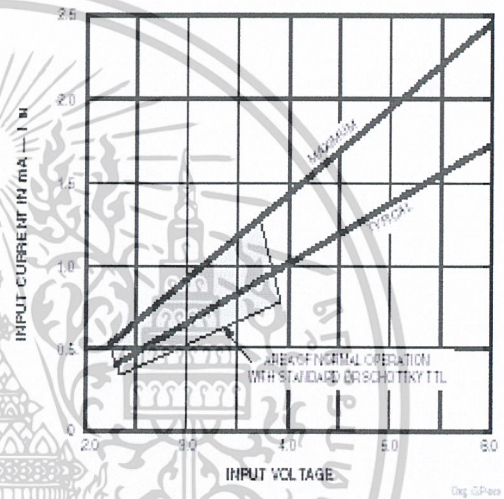 2.5
2.0
1.5
1.0
0.5
0
INPUT CURRENT IN mA — I IN
MAXIMUM
TYPICAL
AREA OF NORMAL OPERATION
WITH STANDARD OR SCHOTTKY TTL
2.0
3.0
4.0
5.0
6.0
INPUT VOLTAGE